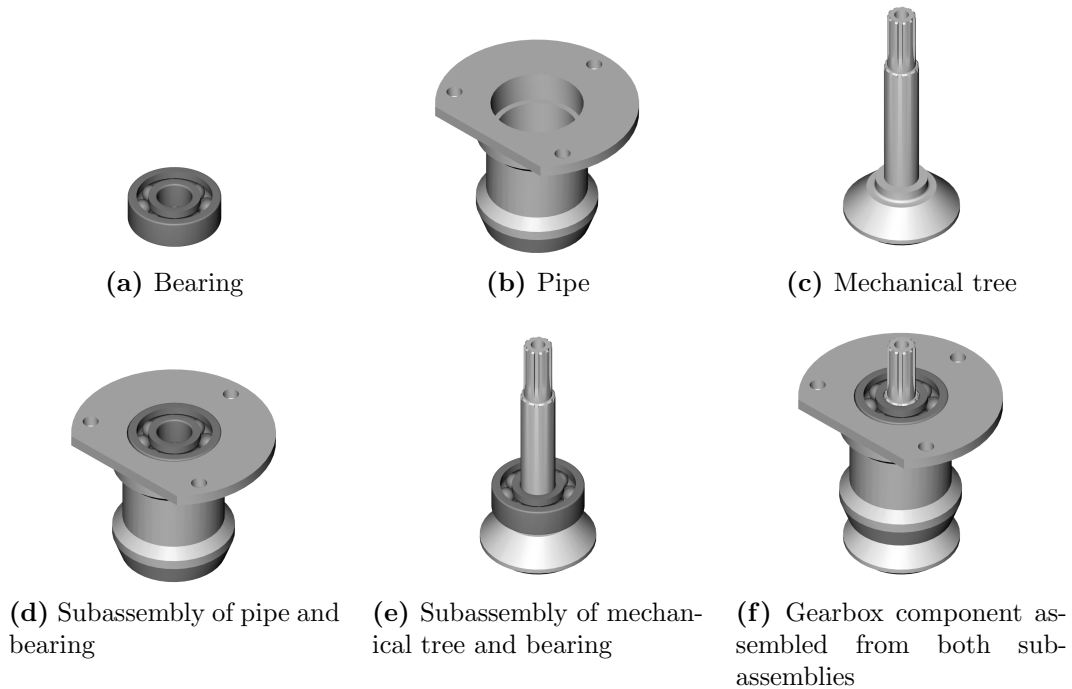 (a) Bearing
(b) Pipe
(c) Mechanical tree
(d) Subassembly of pipe and
bearing
(e) Subassembly of mechan-
ical tree and bearing
(f) Gearbox component as-
sembled from both sub-
assemblies